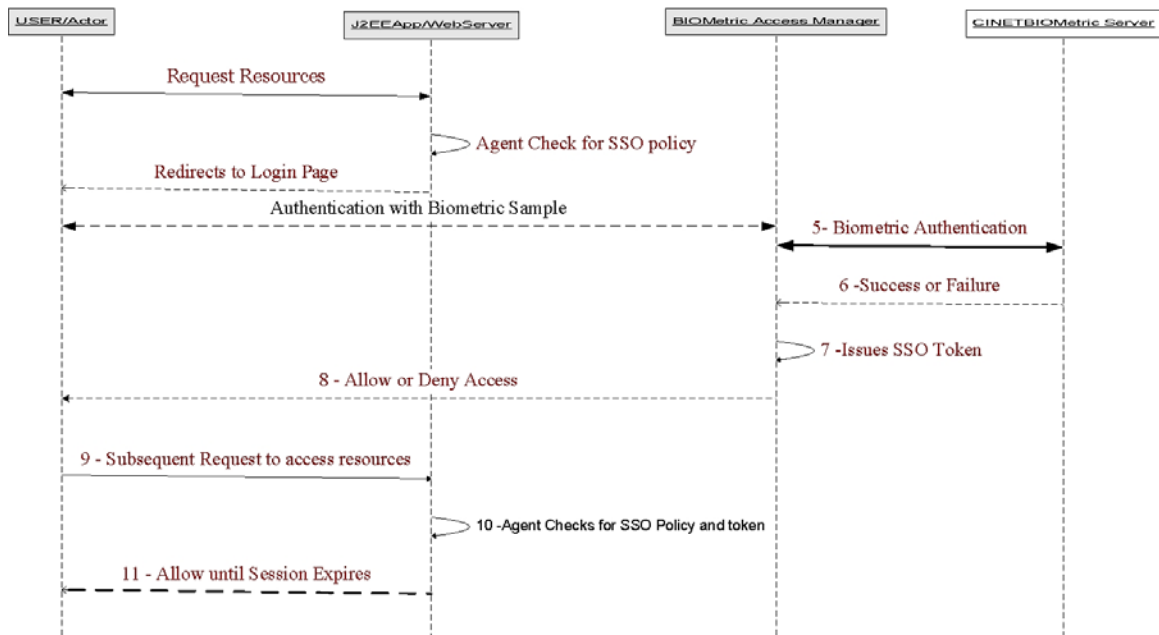 USER/Actor
J2EEApp/WebServer
BIOMetric Access Manager
CINETBIOMetric Server
Request Resources
Agent Check for SSO policy
Redirects to Login Page
Authentication with Biometric Sample
5- Biometric Authentication
6 -Success or Failure
7 -Issues SSO Token
8 - Allow or Deny Access
9 - Subsequent Request to access resources
10 -Agent Checks for SSO Policy and token
11 - Allow until Session Expires